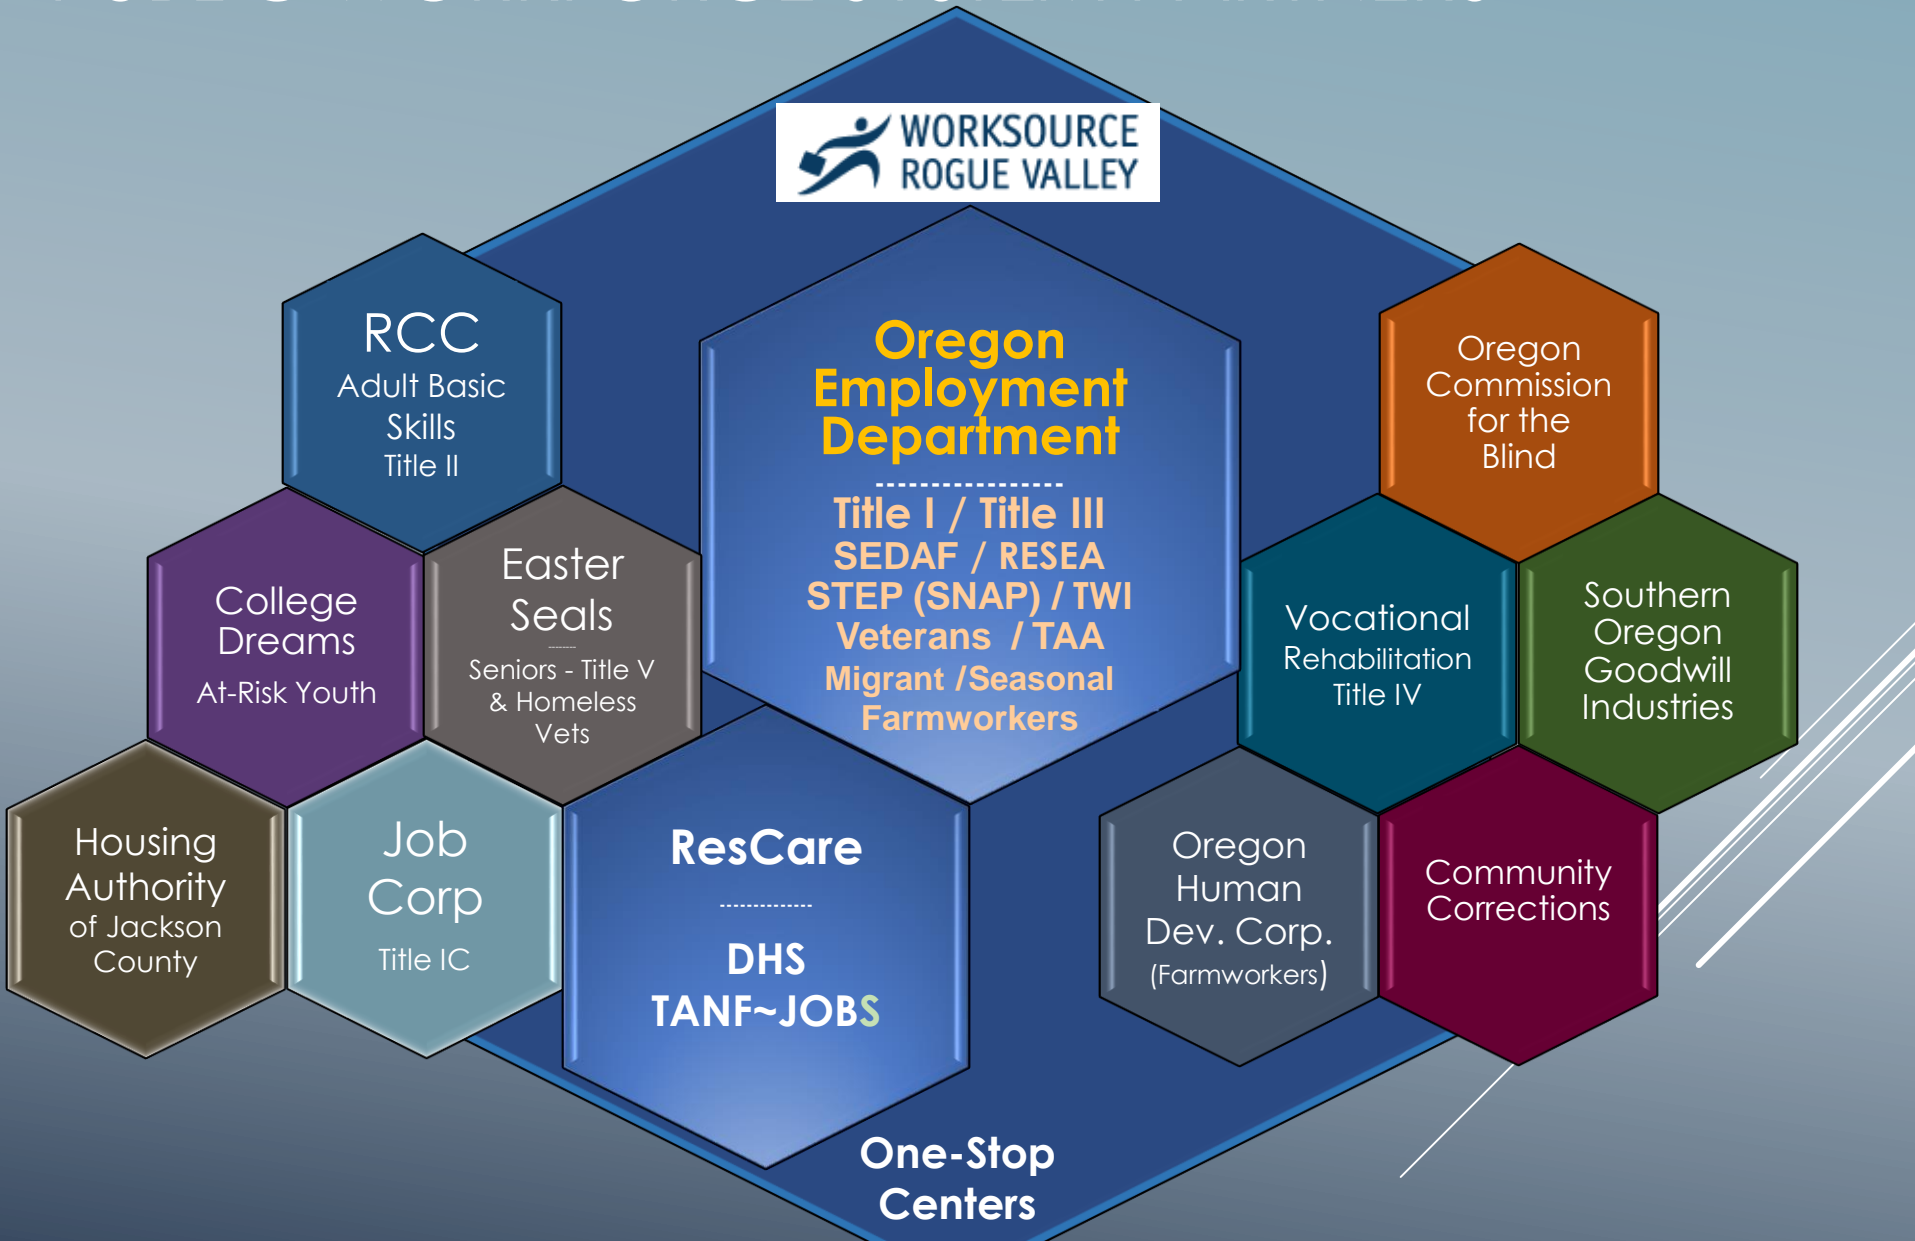 WORKSOURCE
ROGUE VALLEY
RCC
Adult Basic
Skills
Title II
College
Dreams
At-Risk Youth
Easter
Seals
--------
Seniors - Title V
& Homeless
Vets
Housing
Authority
of Jackson
County
Job
Corp
Title IC
Oregon
Employment
Department
-----------------
Title I / Title III
SEDAF / RESEA
STEP (SNAP) / TWI
Veterans / TAA
Migrant /Seasonal
Farmworkers
ResCare
--------------
DHS
TANF~JOBS
Oregon
Commission
for the
Blind
Vocational
Rehabilitation
Title IV
Southern
Oregon
Goodwill
Industries
Oregon
Human
Dev. Corp.
(Farmworkers)
Community
Corrections
One-Stop
Centers